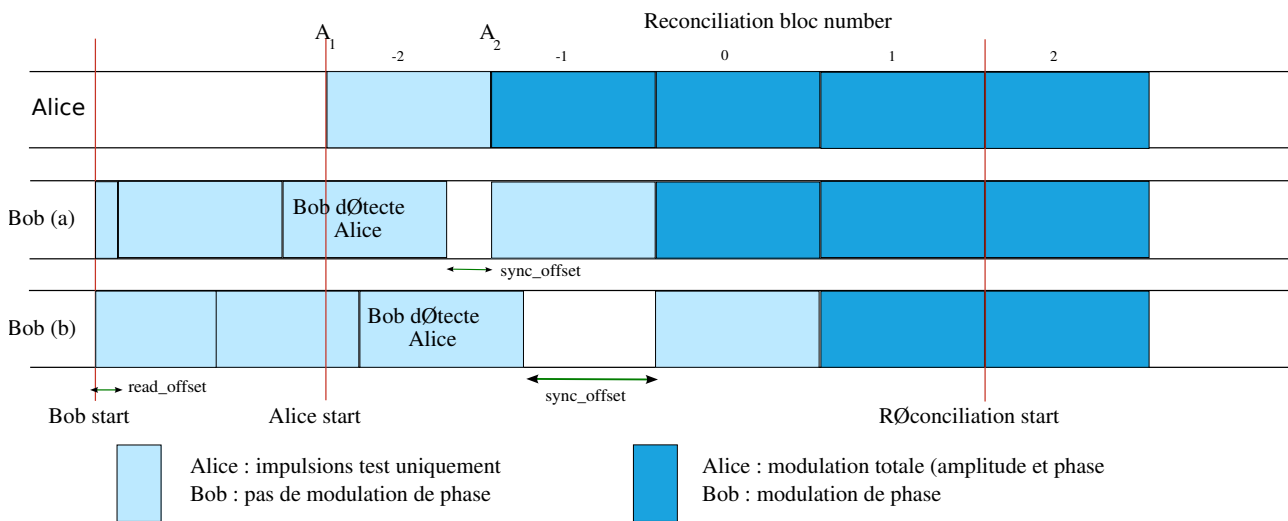 Reconciliation bloc number
A1
A2
-2
-1
0
1
2
Alice
Bob (a)
Bob dØtecte
Alice
sync_offset
Bob (b)
Bob dØtecte
Alice
read_offset
sync_offset
Bob start
Alice start
RØconciliation start
Alice : impulsions test uniquement
Bob : pas de modulation de phase
Alice : modulation totale (amplitude et phase
Bob : modulation de phase